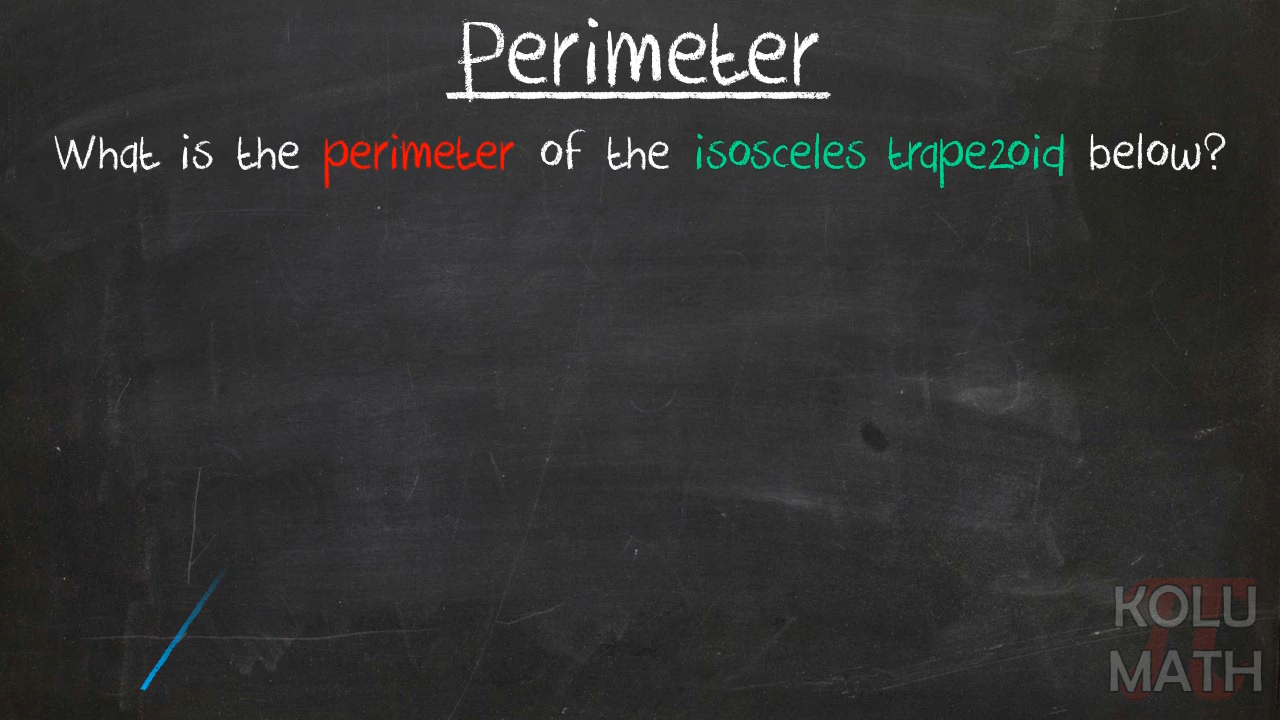 Perimeter
What is the perimeter of the isosceles trapezoid below?
KOLU
MATH